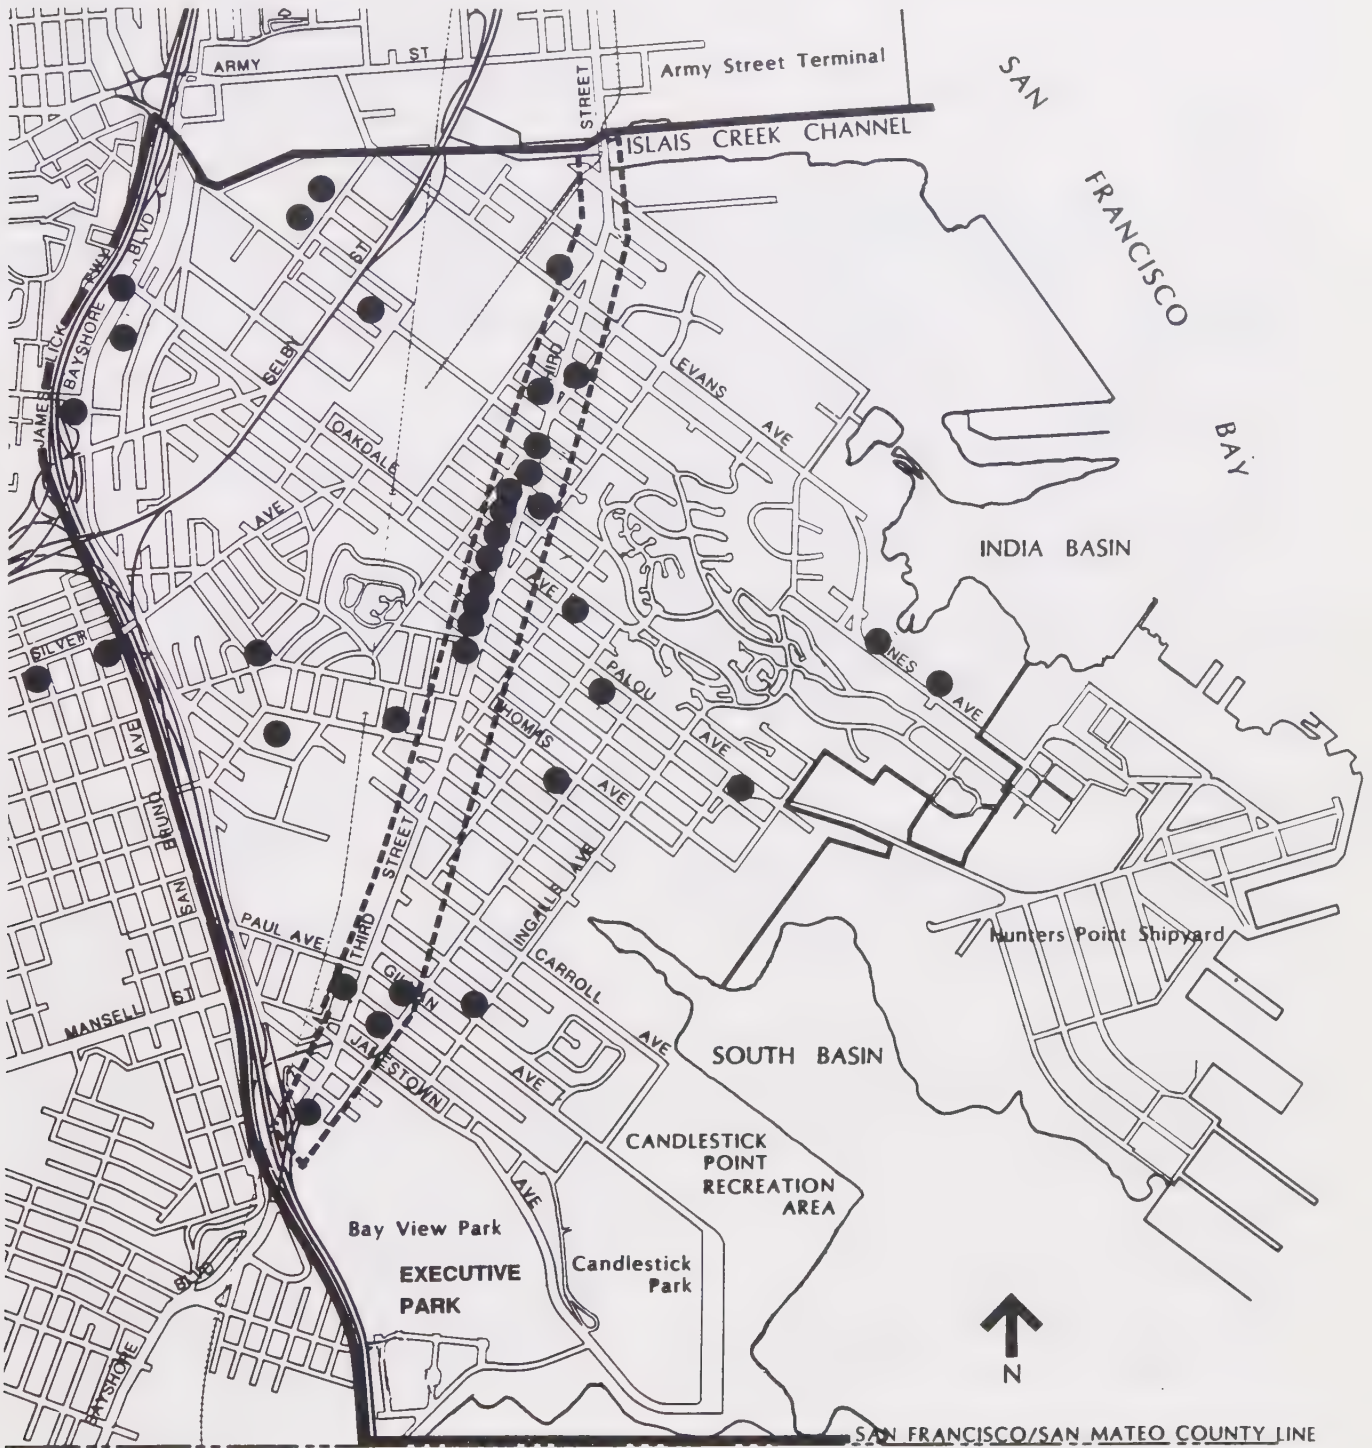 ARMY ST
Army Street Terminal
STREET
SAN
FRANCISCO
BAY
ISLAIS CREEK CHANNEL
JAMES LICK FWY
BAYSHORE BLVD
SELBY ST
THIRD
EVANS AVE
OAKDALE AVE
INDIA BASIN
SILVER
AVE
INNES AVE
PALOU AVE
THOMAS AVE
SAN BRUNO AVE
THIRD STREET
INGALLS AVE
PAUL AVE
GILMAN AVE
CARROLL AVE
Hunters Point Shipyard
MANSELL ST
JAMESTOWN AVE
SOUTH BASIN
CANDLESTICK
POINT
RECREATION
AREA
Bay View Park
EXECUTIVE
PARK
Candlestick
Park
BAYSHORE BLVD
N
SAN FRANCISCO/SAN MATEO COUNTY LINE